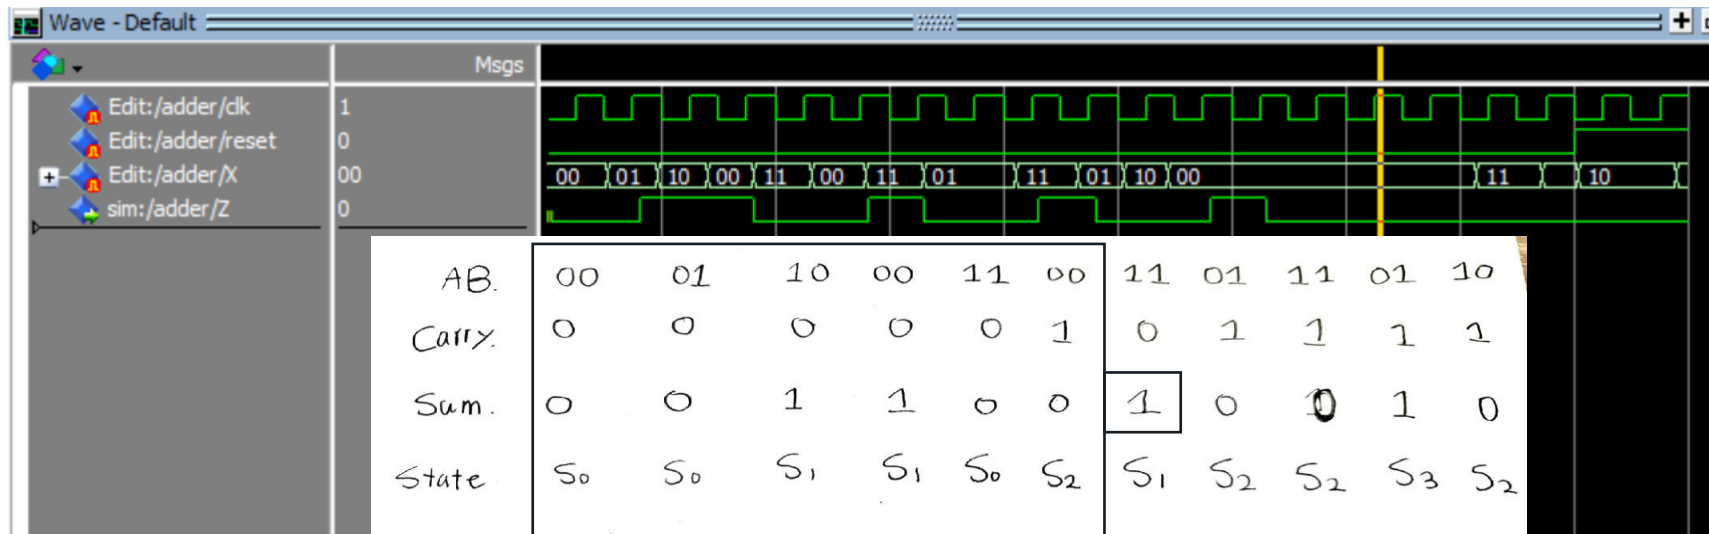 Wave - Default
Msgs
Edit:/adder/clk 1
Edit:/adder/reset 0
Edit:/adder/X 00 00 01 10 00 11 00 11 01 11 01 10 00 11 10
sim:/adder/Z 0
AB. 00 01 10 00 11 00 11 01 11 01 10
Carry. 0 0 0 0 0 1 0 1 1 1 1
Sum. 0 0 1 1 0 0 1 0 0 1 0
State S0 S0 S1 S1 S0 S2 S1 S2 S2 S3 S2